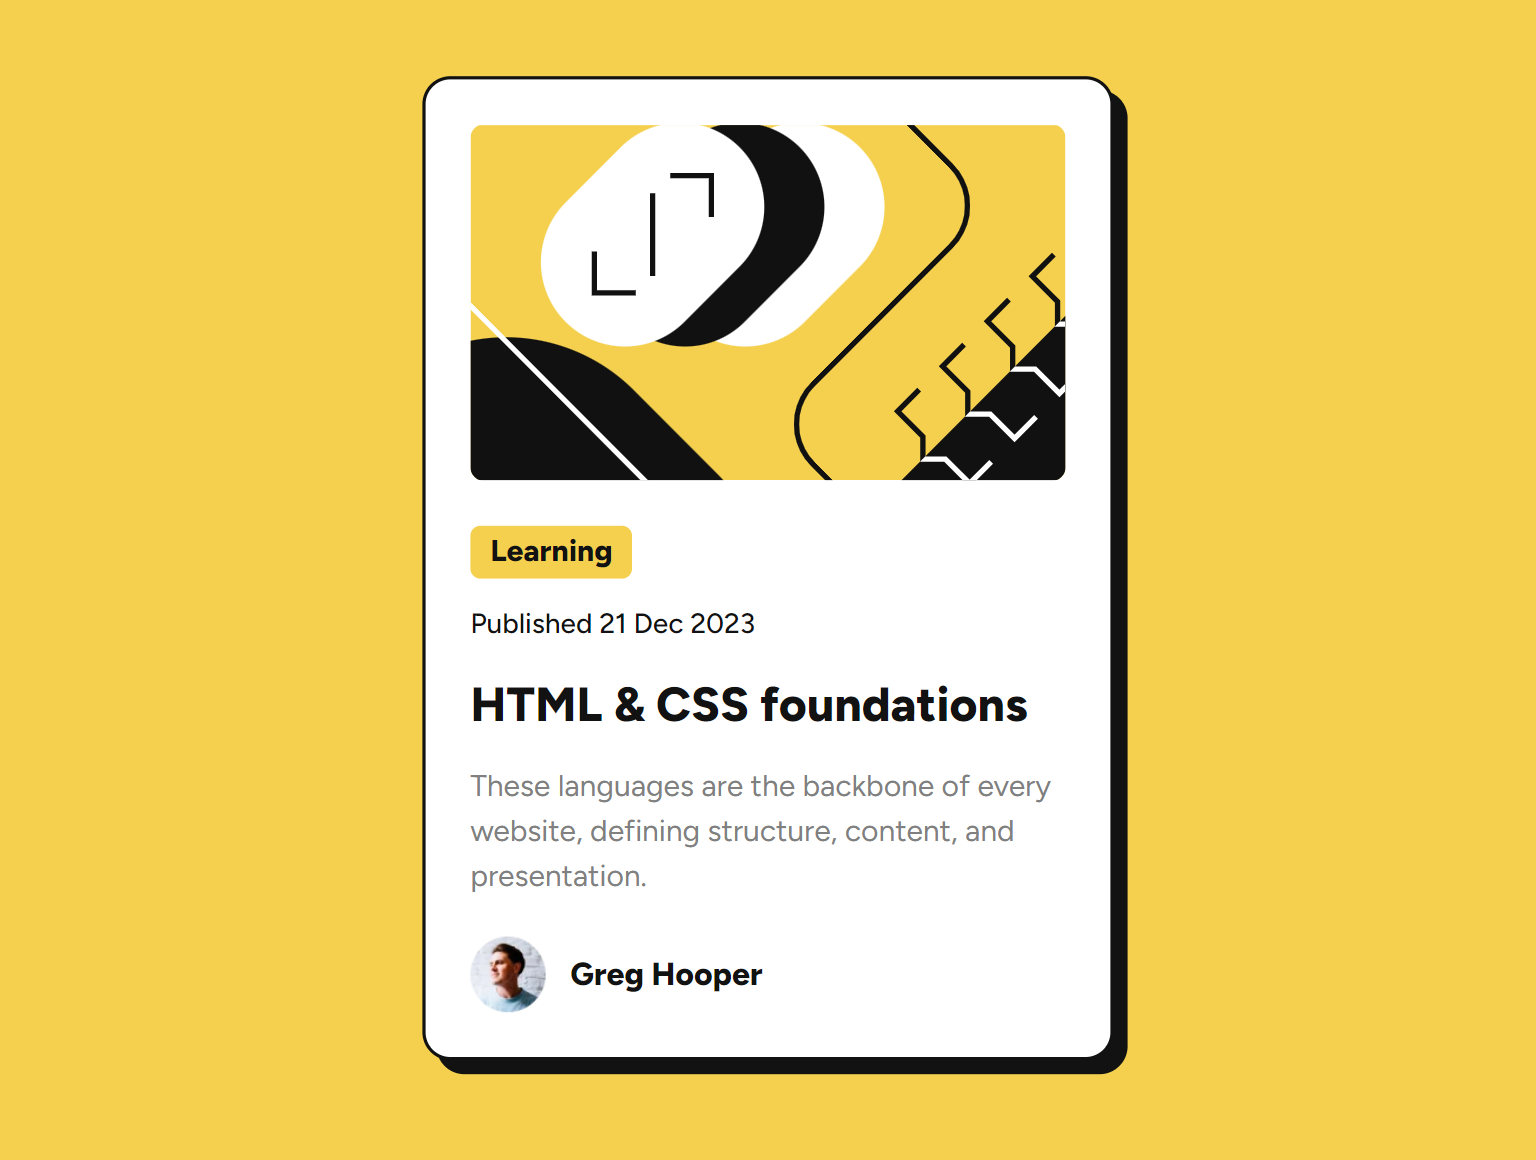 Learning
Published 21 Dec 2023
HTML & CSS foundations
These languages are the backbone of every
website, defining structure, content, and
presentation.
Greg Hooper